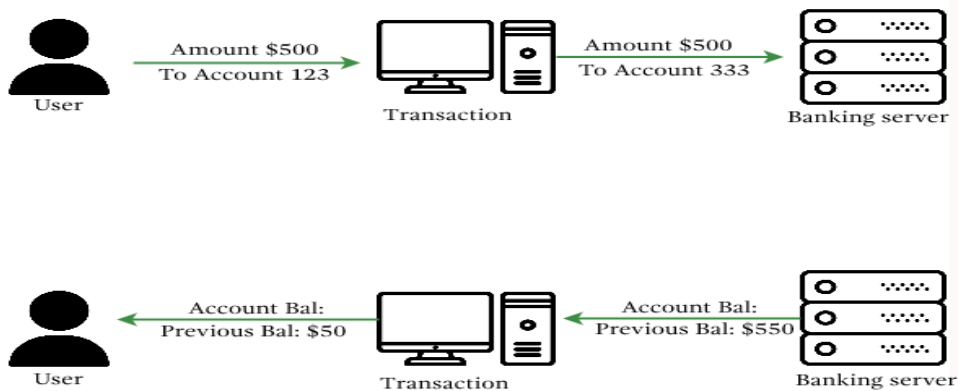 Amount $500
To Account 123
User
Transaction
Amount $500
To Account 333
Banking server
Account Bal:
Previous Bal: $50
User
Transaction
Account Bal:
Previous Bal: $550
Banking server